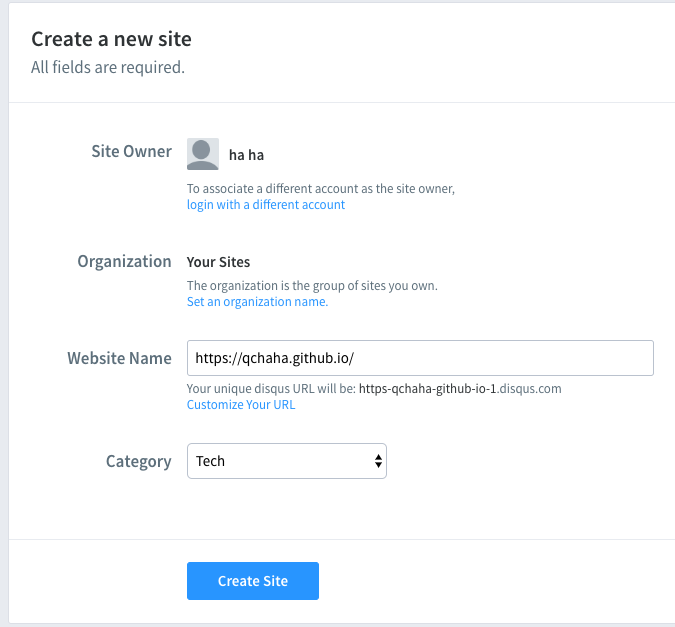 Create a new site
All fields are required.
Site Owner
ha ha
To associate a different account as the site owner,
login with a different account
Organization
Your Sites
The organization is the group of sites you own.
Set an organization name.
Website Name
https://qchaha.github.io/
Your unique disqus URL will be: https-qchaha-github-io-1.disqus.com
Customize Your URL
Category
Tech
Create Site